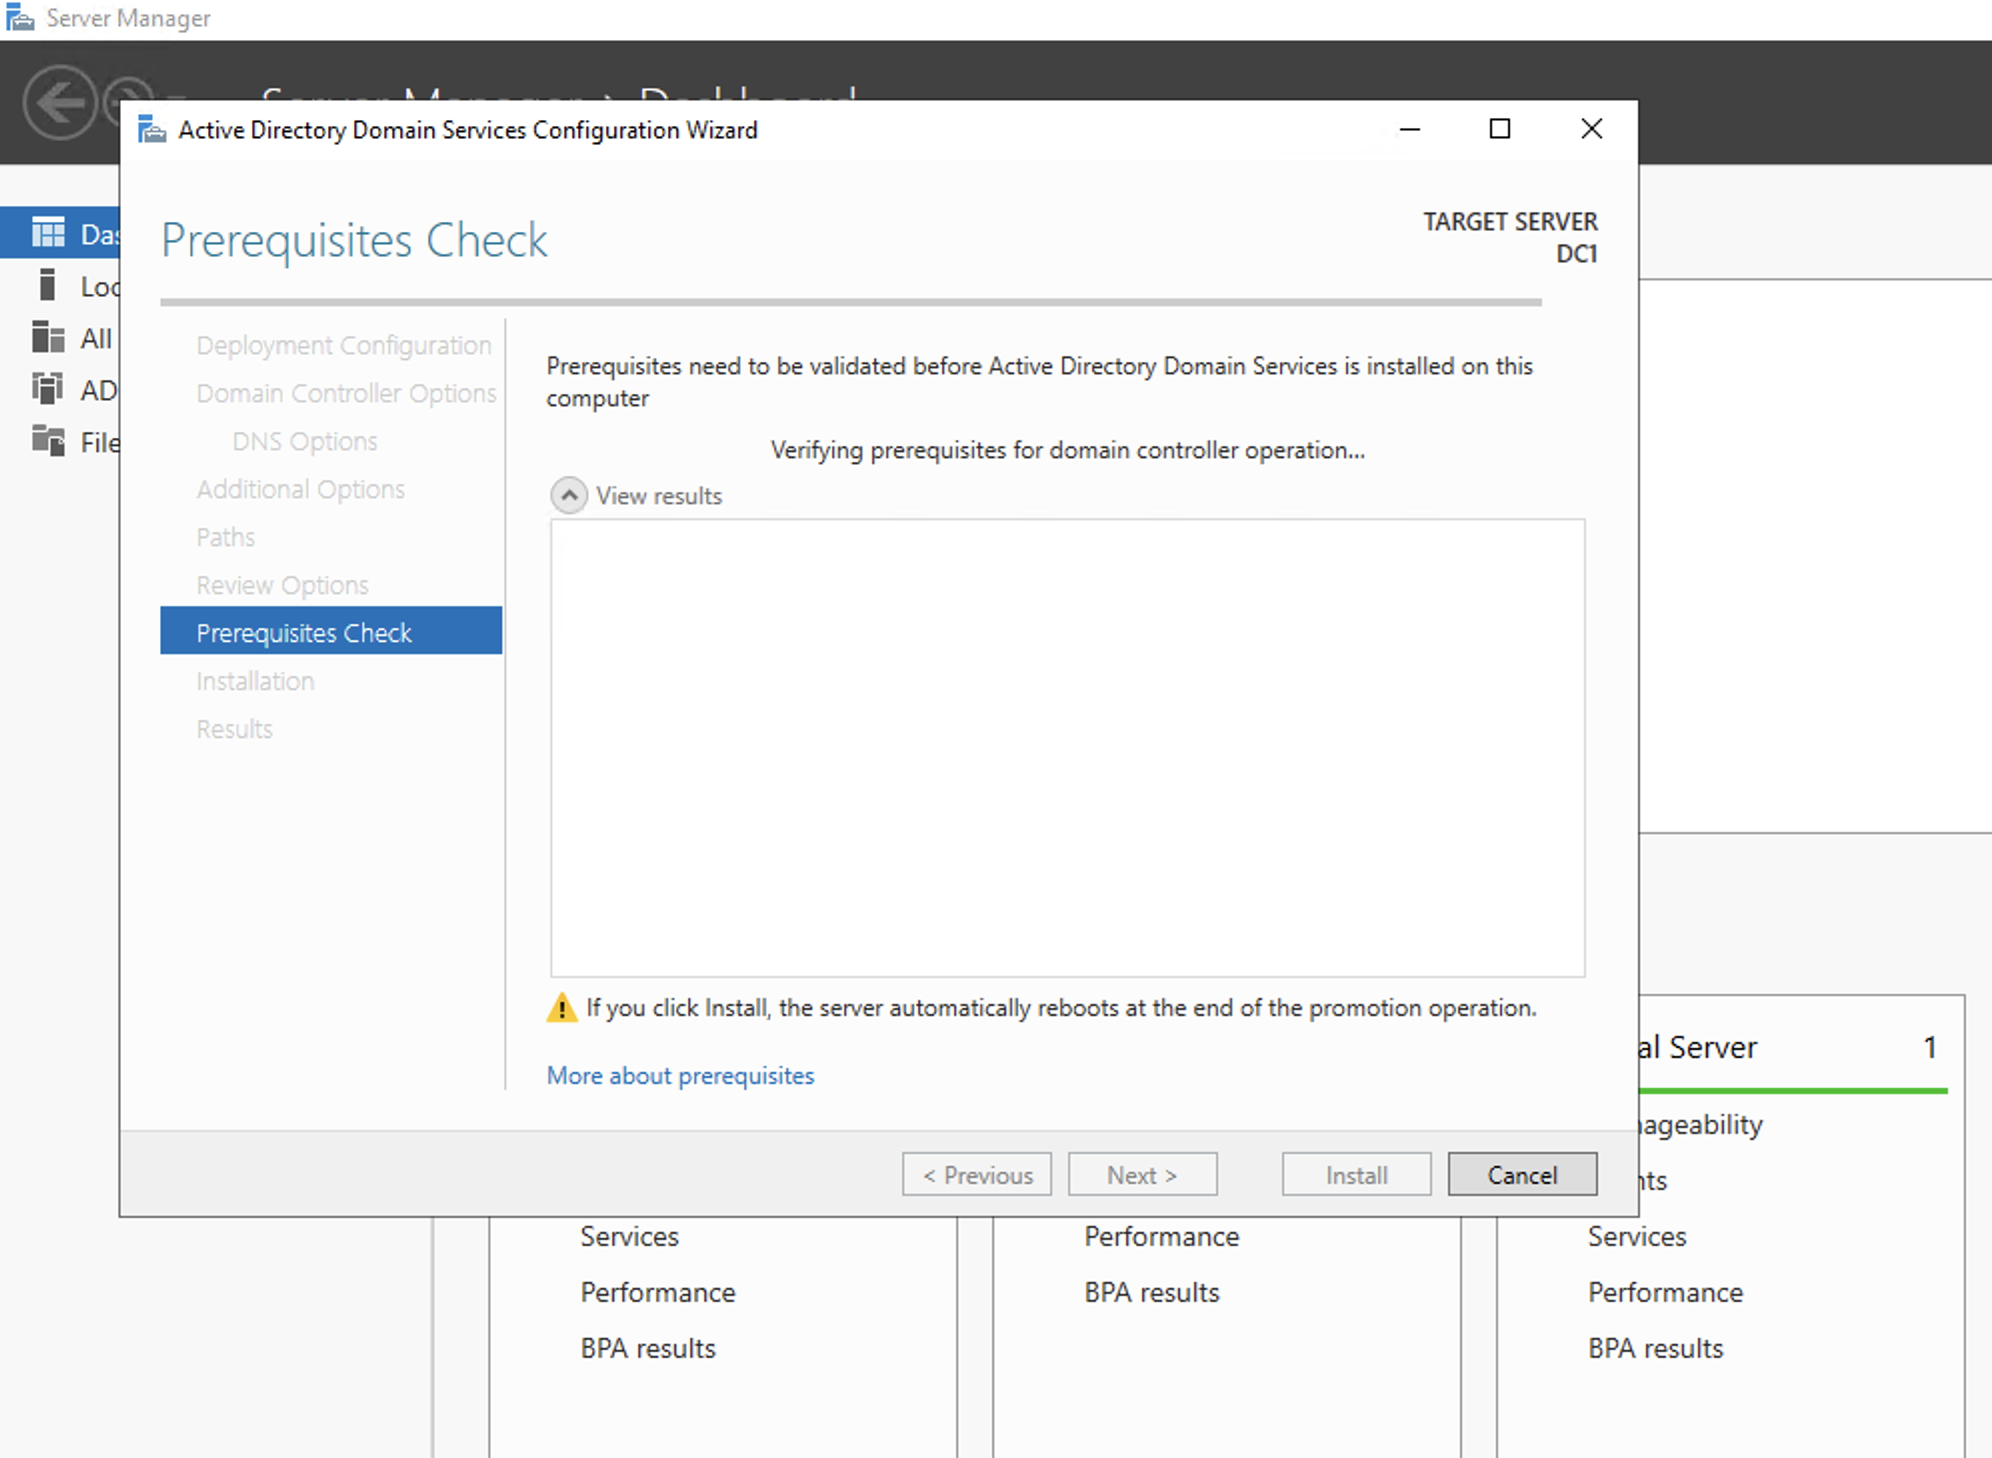 Server Manager
Active Directory Domain Services Configuration Wizard
Prerequisites Check
TARGET SERVER
DC1
Deployment Configuration
Domain Controller Options
DNS Options
Additional Options
Paths
Review Options
Prerequisites Check
Installation
Results
Prerequisites need to be validated before Active Directory Domain Services is installed on this
computer
Verifying prerequisites for domain controller operation...
View results
If you click Install, the server automatically reboots at the end of the promotion operation.
More about prerequisites
< Previous
Next >
Install
Cancel
Das
Loc
All
AD
File
al Server 1
nageability
nts
Services
Performance
BPA results
Performance
BPA results
Services
Performance
BPA results